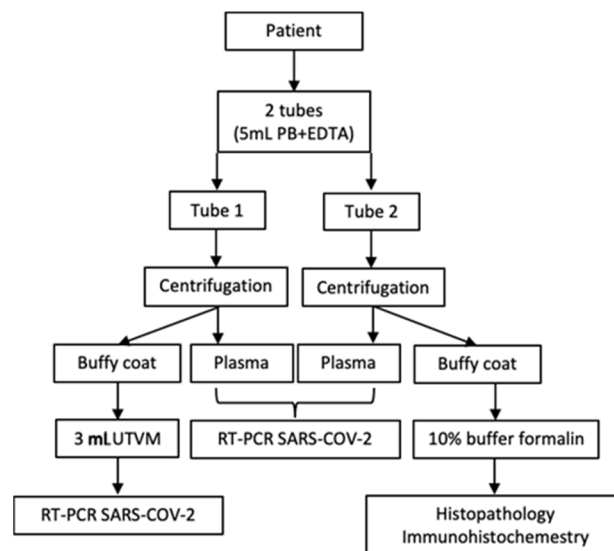 Patient
2 tubes
(5mL PB+EDTA)
Tube 1
Tube 2
Centrifugation
Centrifugation
Buffy coat
Plasma
Plasma
Buffy coat
3 mLUTVM
RT-PCR SARS-COV-2
10% buffer formalin
RT-PCR SARS-COV-2
Histopathology
Immunohistochemestry